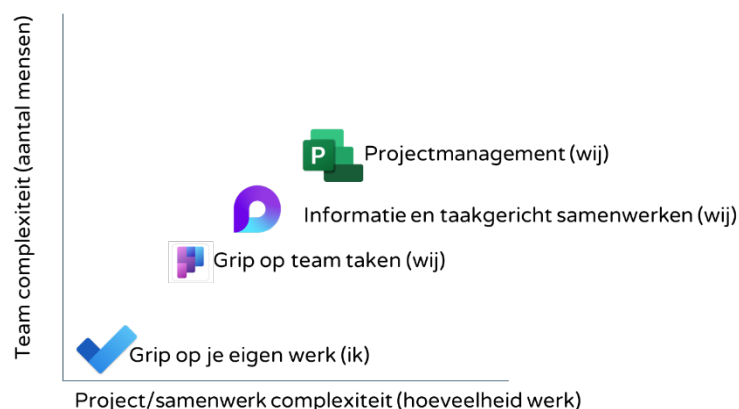 Team complexiteit (aantal mensen)
P
Projectmanagement (wij)
Informatie en taakgericht samenwerken (wij)
Grip op team taken (wij)
Grip op je eigen werk (ik)
Project/samenwerk complexiteit (hoeveelheid werk)